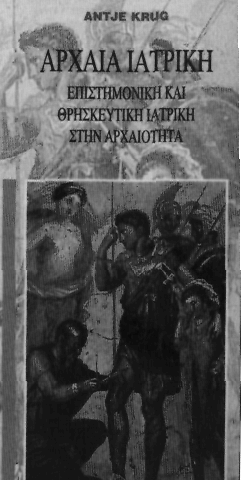 ANTJE KRUG
ΑΡΧΑΙΑ ΙΑΤΡΙΚΗ
ΕΠΙΣΤΗΜΟΝΙΚΗ ΚΑΙ
ΘΡΗΣΚΕΥΤΙΚΗ ΙΑΤΡΙΚΗ
ΣΤΗΝ ΑΡΧΑΙΟΤΗΤΑ